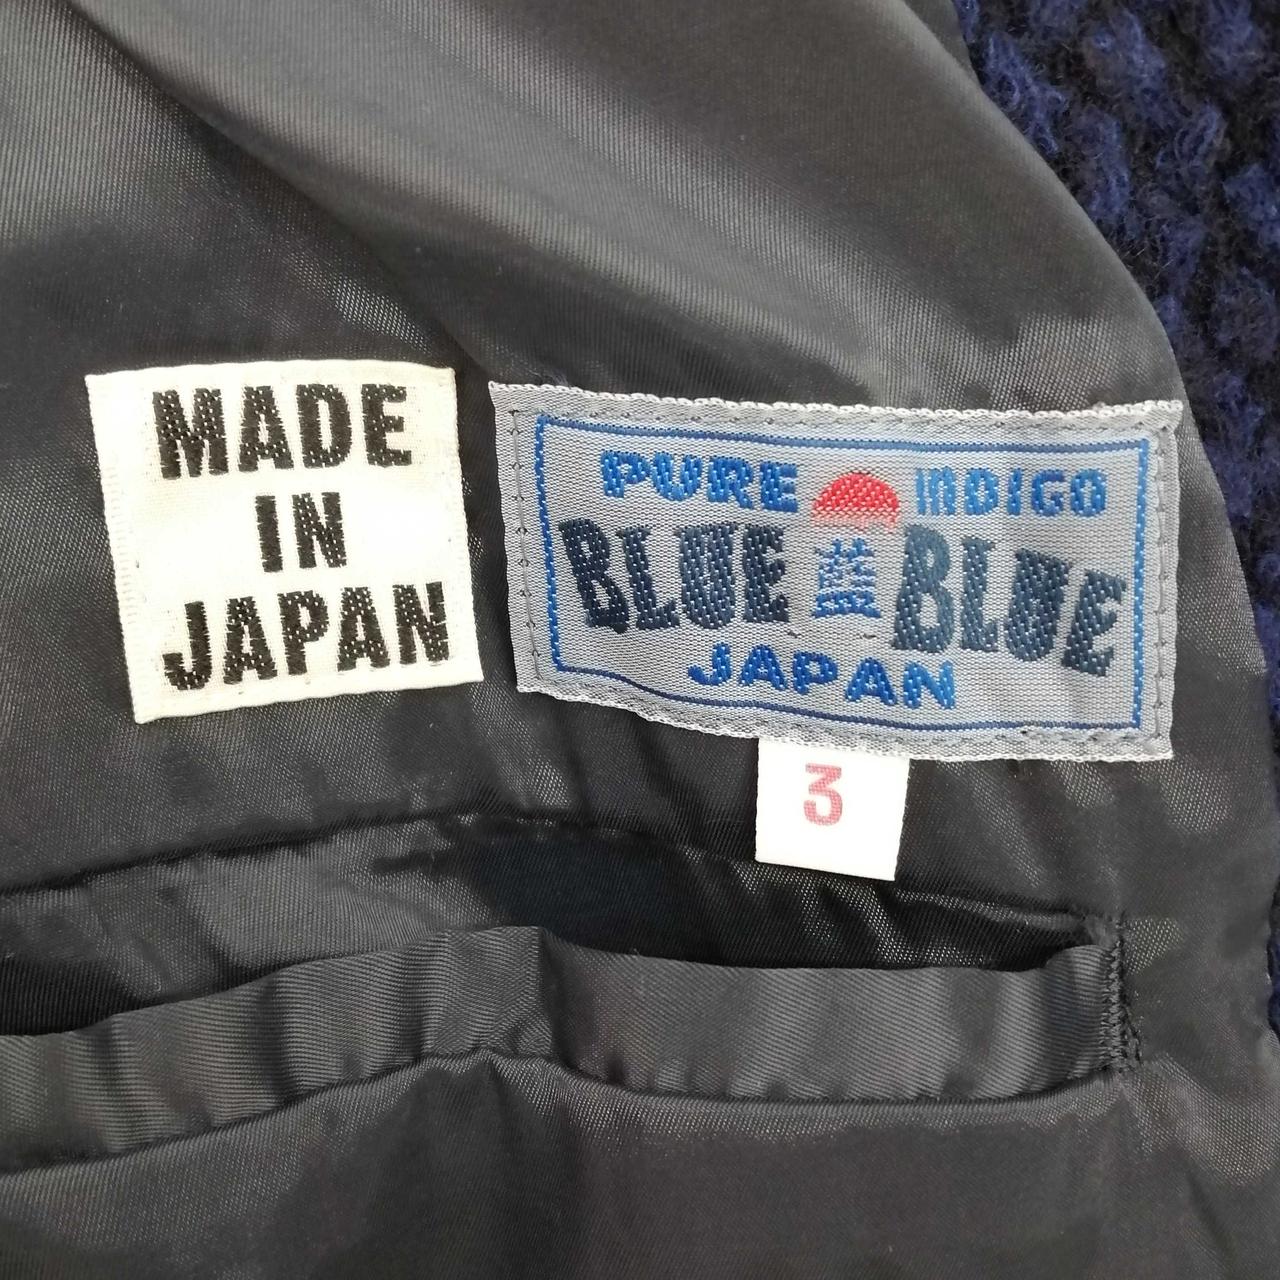 MADE
IN
JAPAN
PURE INDIGO
BLUE 藍 BLUE
JAPAN
3